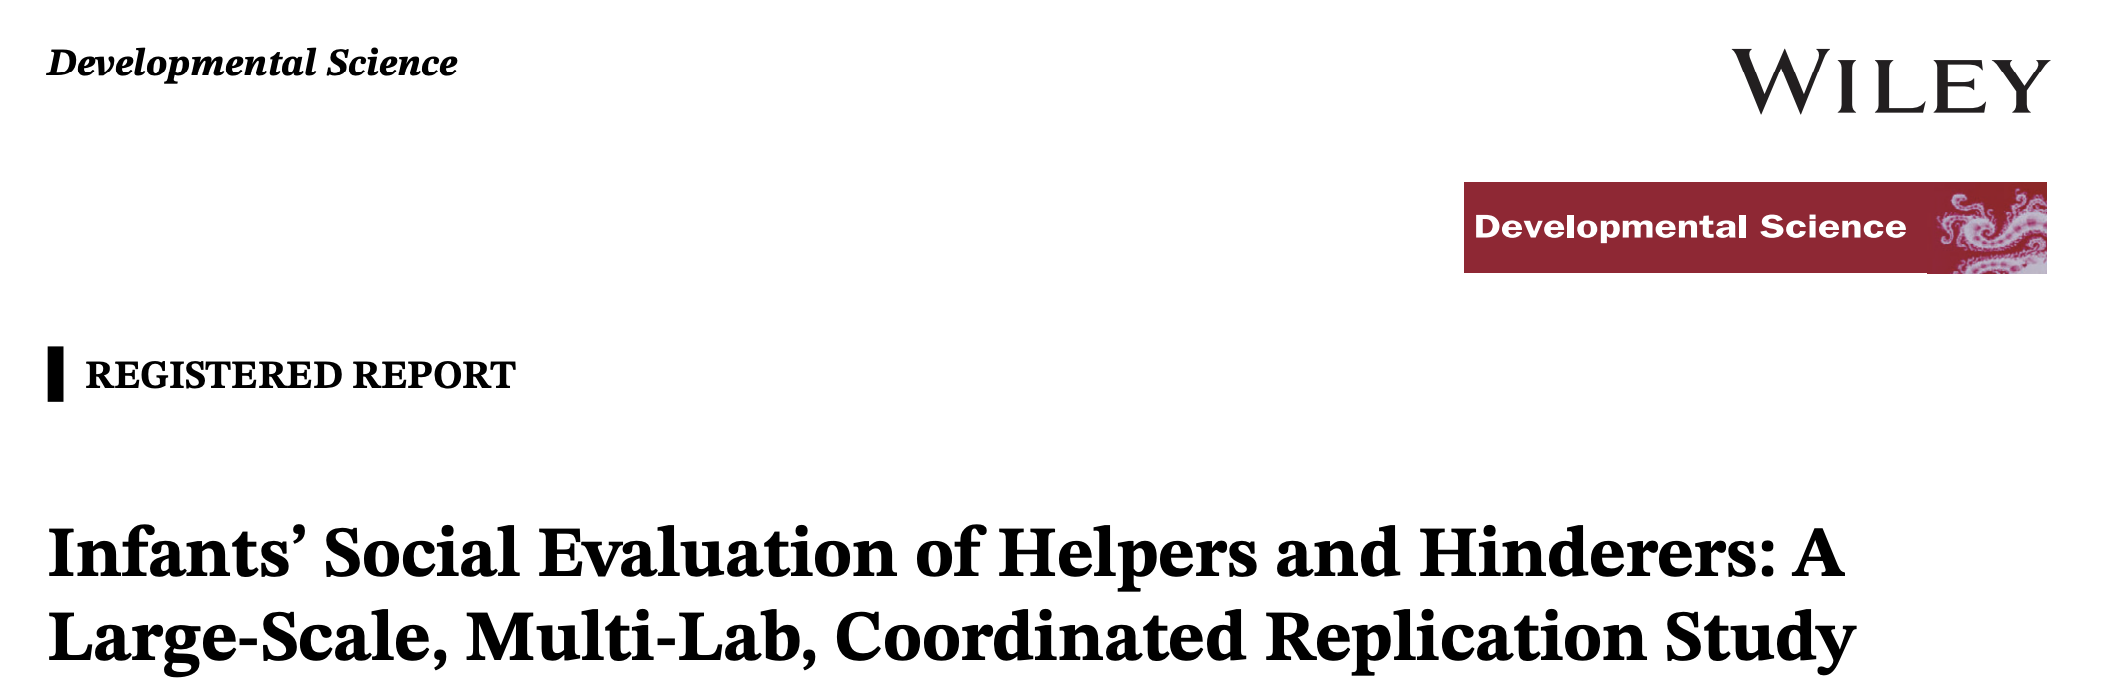 Developmental Science
WILEY
Developmental Science
REGISTERED REPORT
Infants’ Social Evaluation of Helpers and Hinderers: A
Large-Scale, Multi-Lab, Coordinated Replication Study